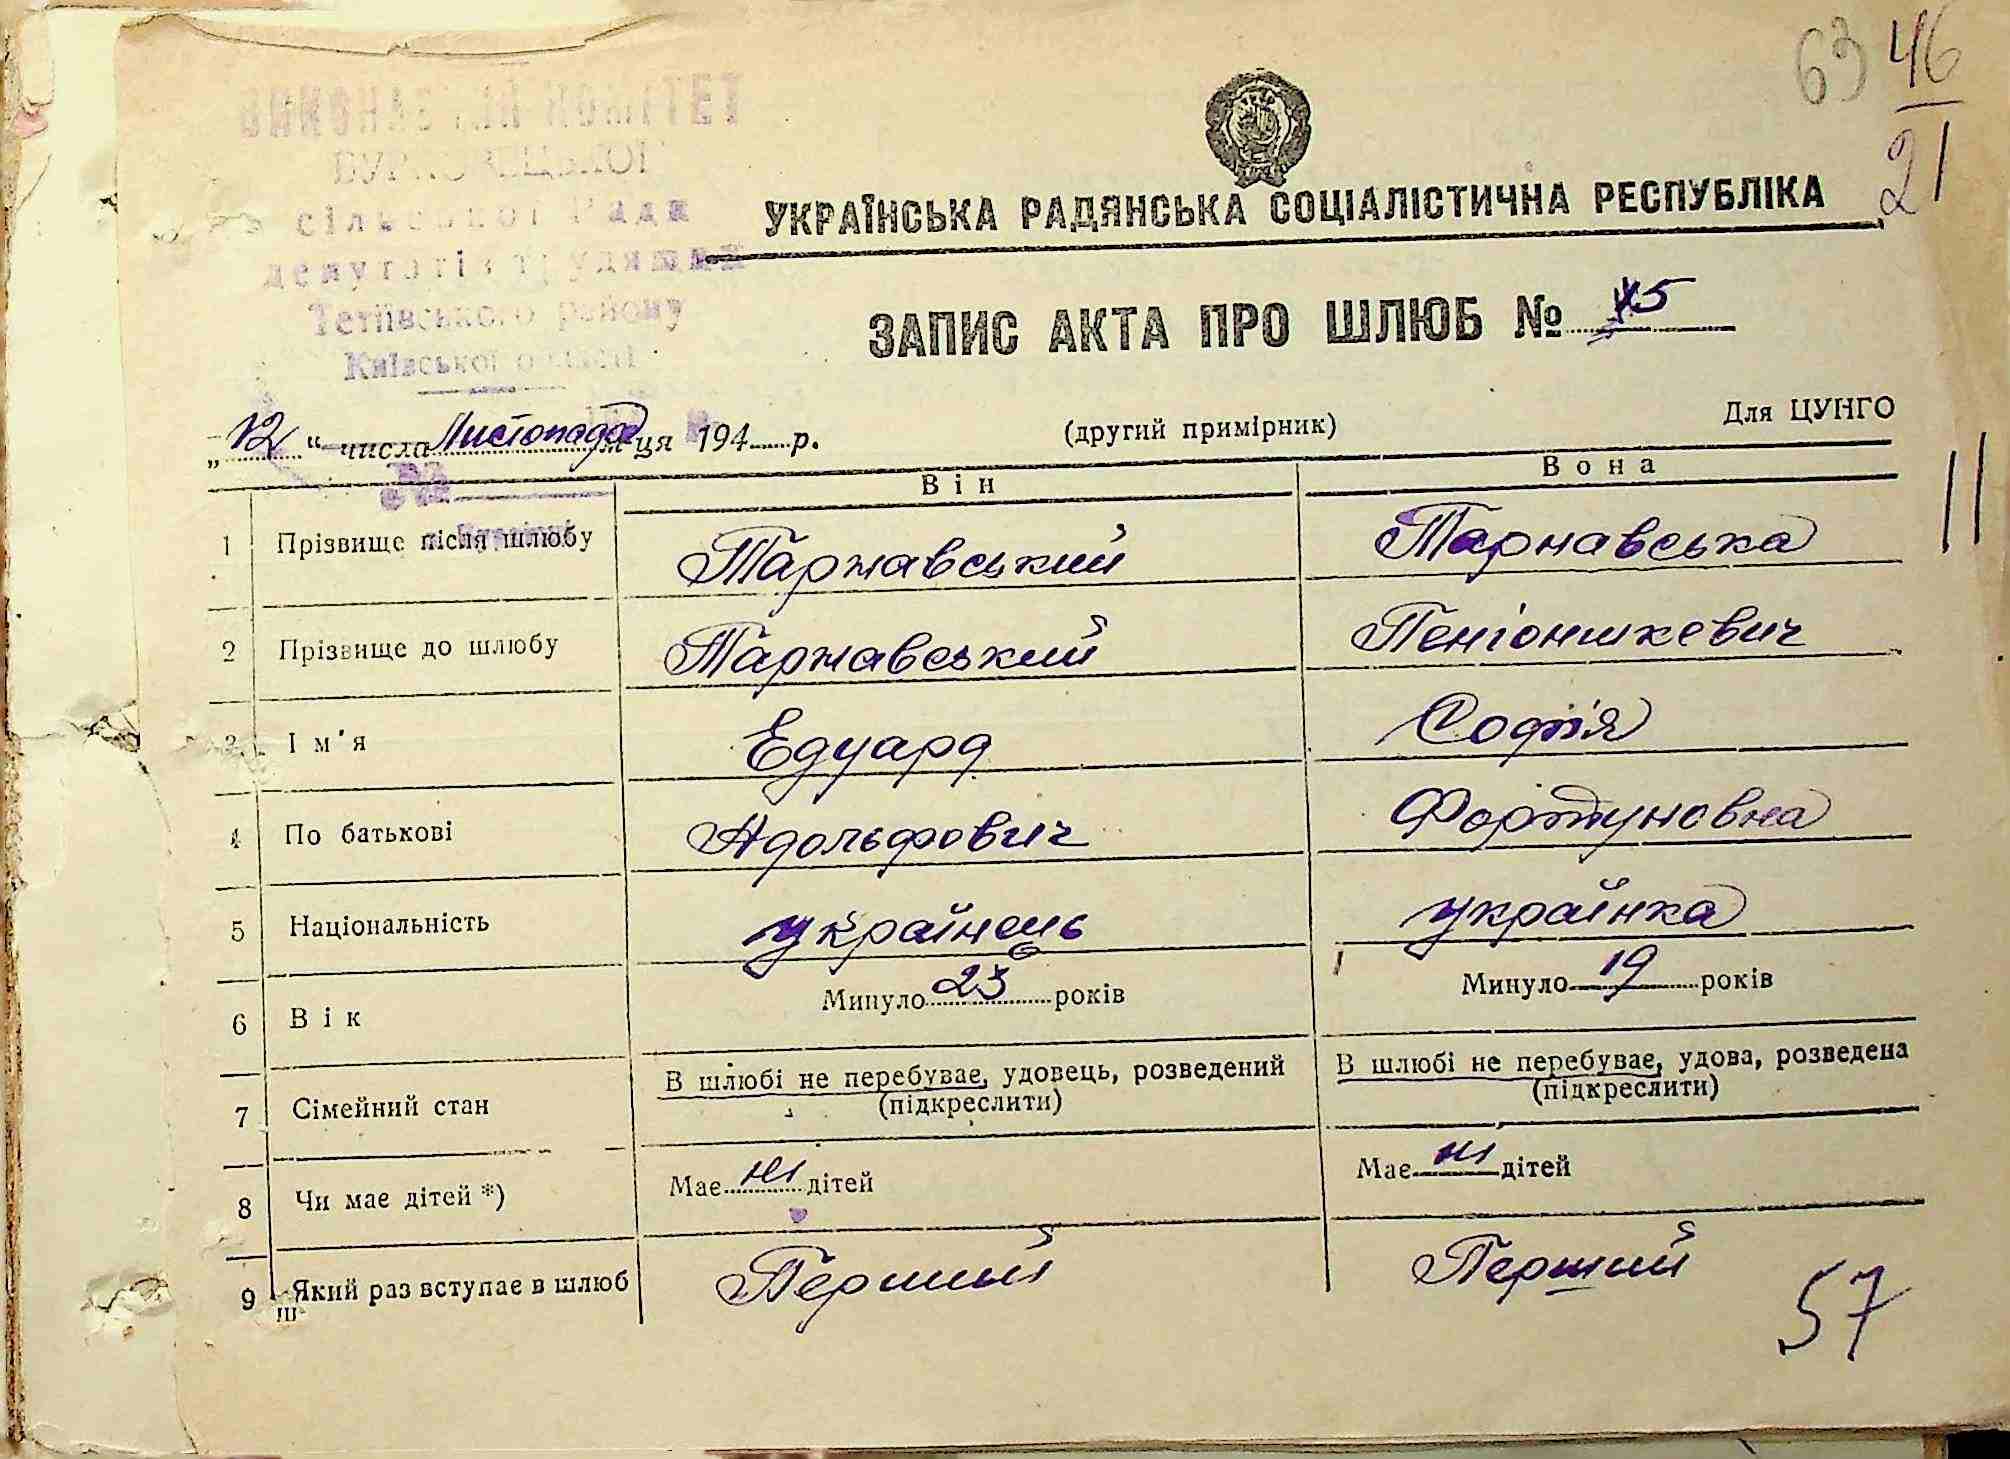 63 46
21
КОМІТЕТ
сільської Ради
депутатів трудящих
Тетіївського району
Київської області
УКРАЇНСЬКА РАДЯНСЬКА СОЦІАЛІСТИЧНА РЕСПУБЛІКА
ЗАПИС АКТА ПРО ШЛЮБ № 15
„12“ числа Листопада м-ця 194 р. (другий примірник) Для ЦУНГО
Він Вона
1 Прізвище після шлюбу Тарнавський Тарнавська
2 Прізвище до шлюбу Тарнавський Пеніоншкевич
3 Ім'я Едуард Софія
4 По батькові Адольфович Фортуновна
5 Національність українець українка
6 Вік Минуло 23 років Минуло 19 років
7 Сімейний стан В шлюбі не перебуває, удовець, розведений В шлюбі не перебуває, удова, розведена
(підкреслити) (підкреслити)
8 Чи має дітей *) Має ні дітей Має ні дітей
9 Який раз вступає в шлюб Перший Перший
57